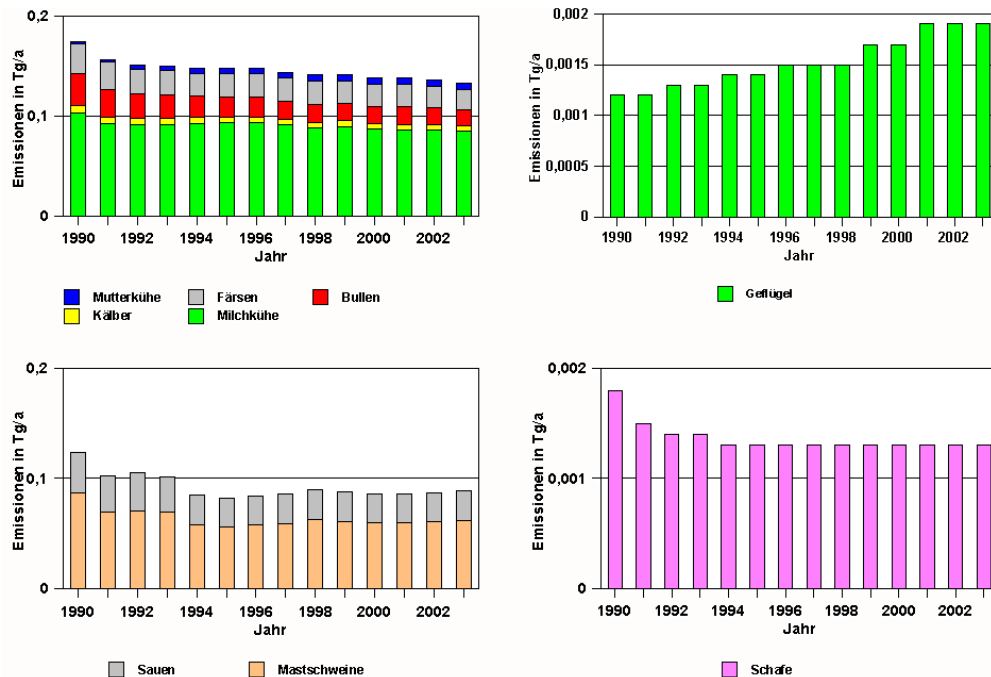 Emissionen in Tg/a
0,2
0,1
0
1990 1992 1994 1996 1998 2000 2002
Jahr
Mutterkühe Färsen Bullen
Kälber Milchkühe
Emissionen in Tg/a
0,002
0,0015
0,001
0,0005
0
1990 1992 1994 1996 1998 2000 2002
Jahr
Geflügel
Emissionen in Tg/a
0,2
0,1
0
1990 1992 1994 1996 1998 2000 2002
Jahr
Sauen Mastschweine
Emissionen in Tg/a
0,002
0,001
0
1990 1992 1994 1996 1998 2000 2002
Jahr
Schafe